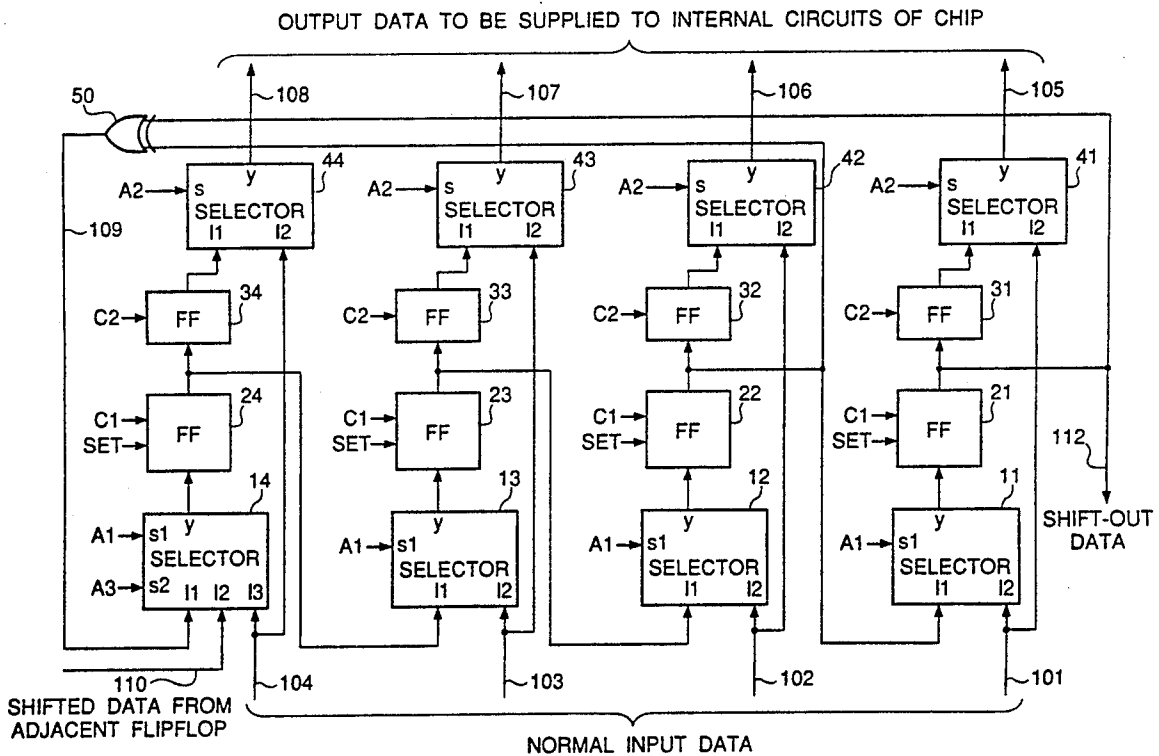 OUTPUT DATA TO BE SUPPLIED TO INTERNAL CIRCUITS OF CHIP
50 108 107 106 105
44 43 42 41
A2 s y A2 s y A2 s y A2 s y
SELECTOR SELECTOR SELECTOR SELECTOR
109 I1 I2 I1 I2 I1 I2 I1 I2
34 33 32 31
C2 FF C2 FF C2 FF C2 FF
24 23 22 21
C1 C1 C1 C1
FF FF FF FF
SET SET SET SET
112
14 13 12 11
y y y y
A1 s1 A1 s1 A1 s1 A1 s1
SHIFT-OUT
DATA
SELECTOR SELECTOR SELECTOR SELECTOR
A3 s2 I1 I2 I3 I1 I2 I1 I2 I1 I2
110 104 103 102 101
SHIFTED DATA FROM
ADJACENT FLIPFLOP
NORMAL INPUT DATA